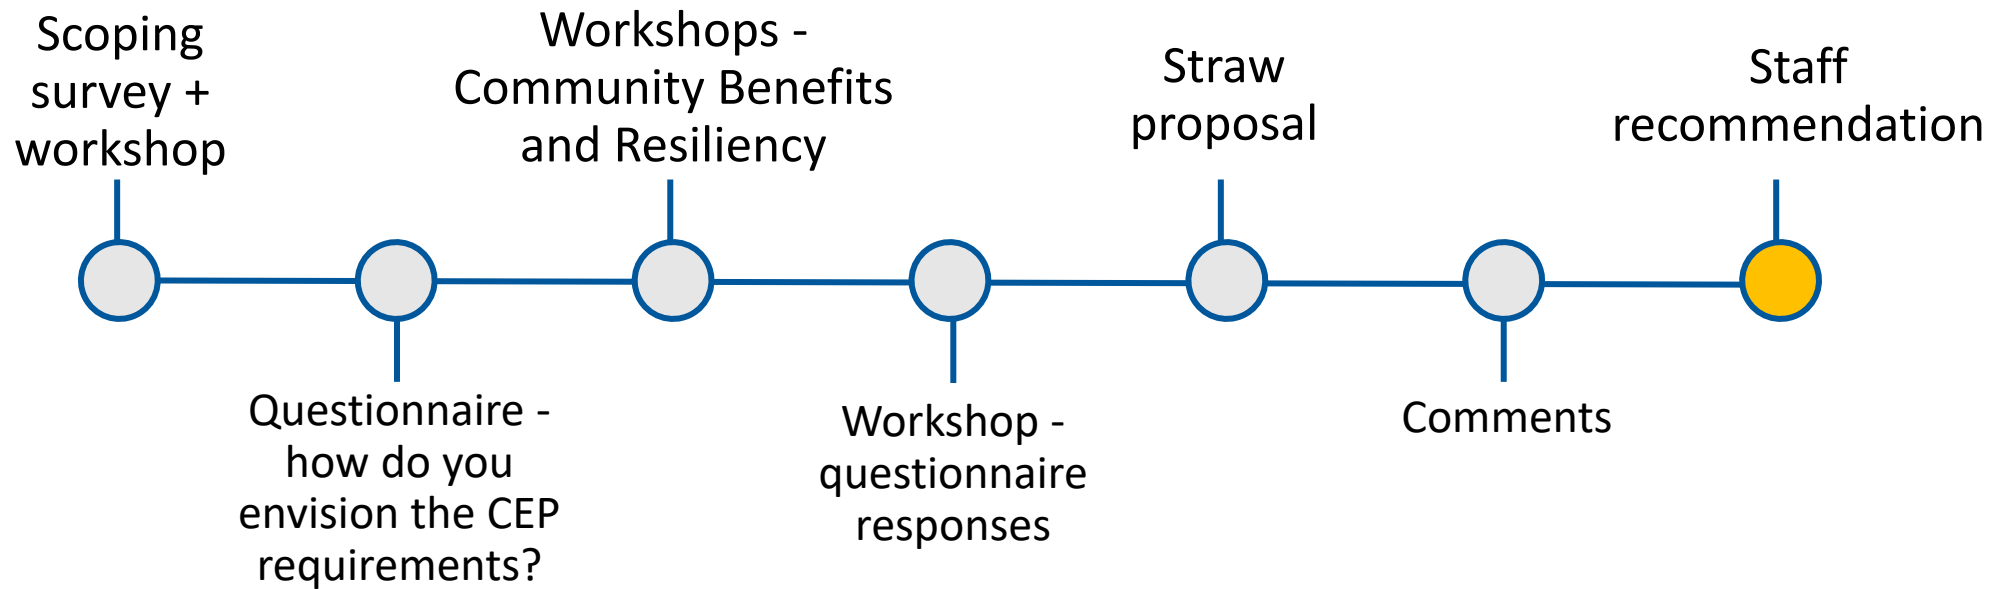 Scoping
survey +
workshop
Questionnaire -
how do you
envision the CEP
requirements?
Workshops -
Community Benefits
and Resiliency
Workshop -
questionnaire
responses
Straw
proposal
Comments
Staff
recommendation